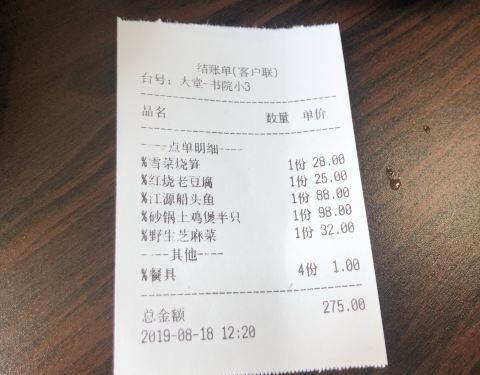 结账单(客户联)
台号: 大堂-书院小3
品名 数量 单价
----点单明细----
%雪菜烧笋 1份 28.00
%红烧老豆腐 1份 25.00
%江源船头鱼 1份 88.00
%砂锅土鸡煲半只 1份 98.00
%野生芝麻菜 1份 32.00
----其他----
%餐具 4份 1.00
总金额 275.00
2019-08-18 12:20